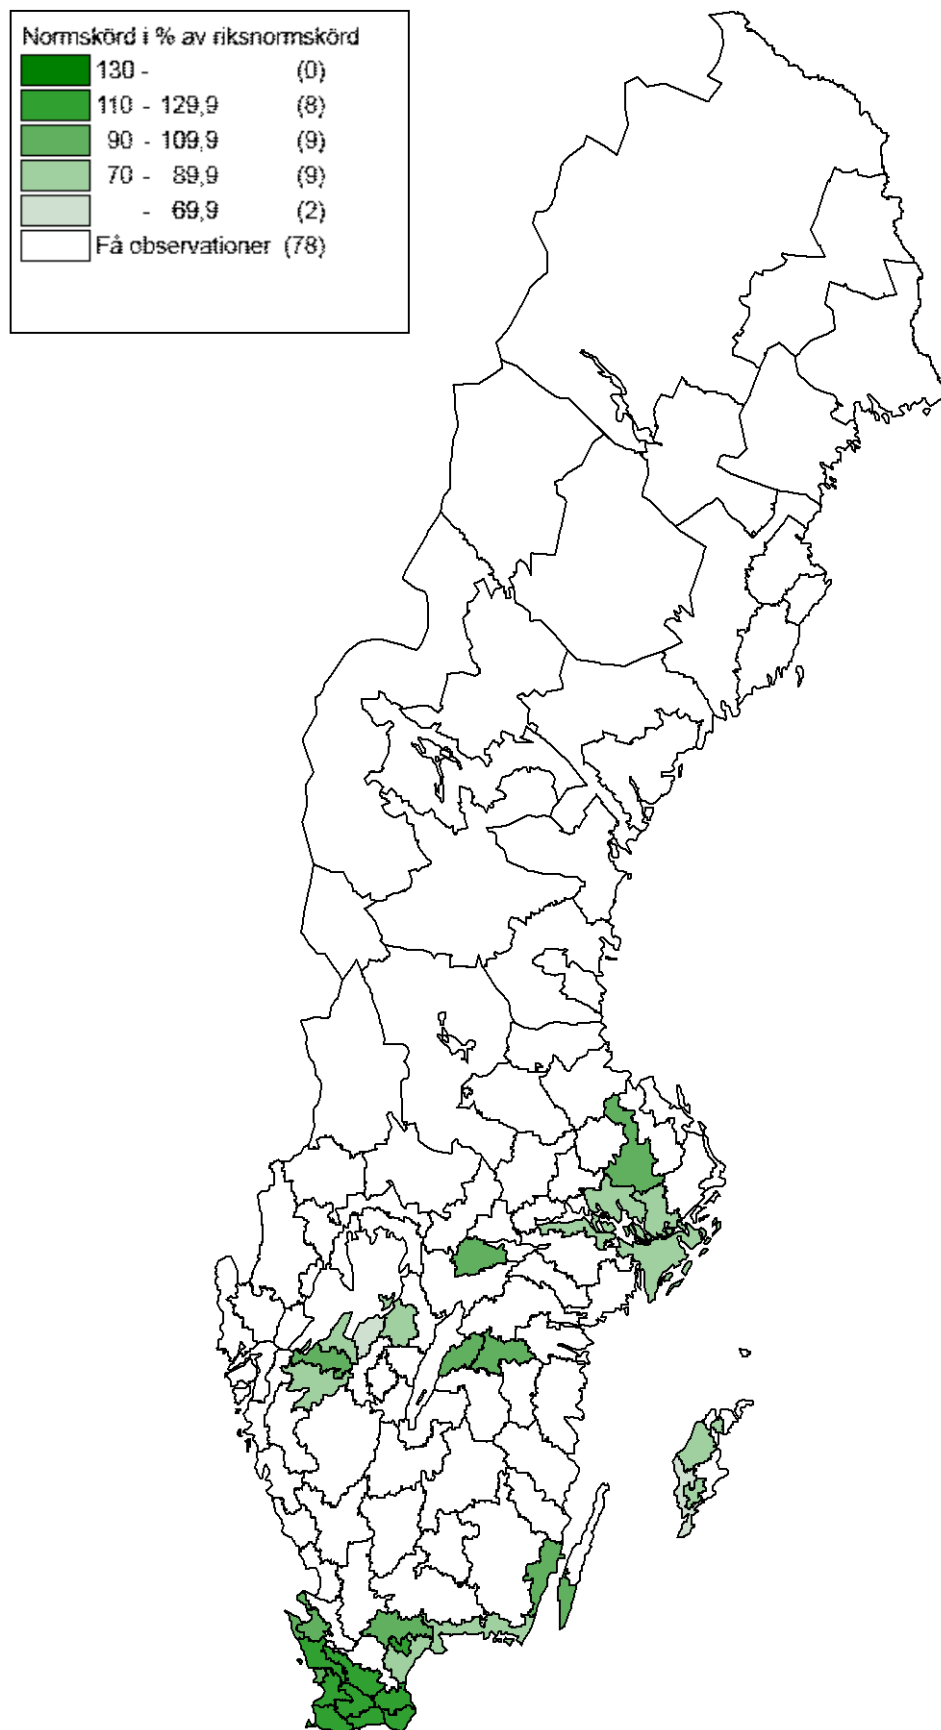 Normskörd i % av riksnormskörd
130 - (0)
110 - 129,9 (8)
90 - 109,9 (9)
70 - 89,9 (9)
- 69,9 (2)
Få observationer (78)